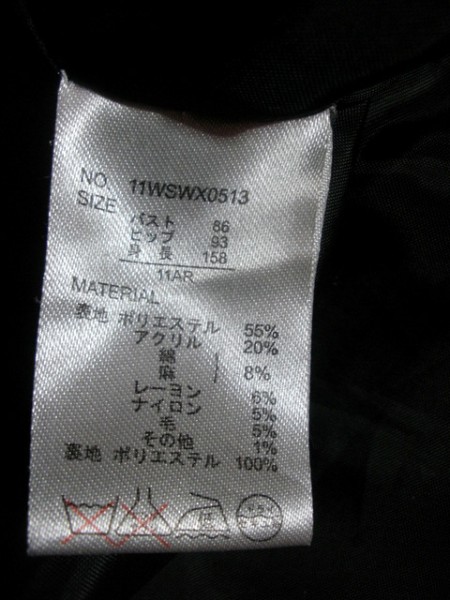 NO 11WSWX0513
SIZE
バスト 86
ヒップ 93
身長 158
11AR
MATERIAL
表地 ポリエステル 55%
アクリル 20%
綿
麻 8%
レーヨン 6%
ナイロン 5%
毛 5%
その他 1%
裏地 ポリエステル 100%